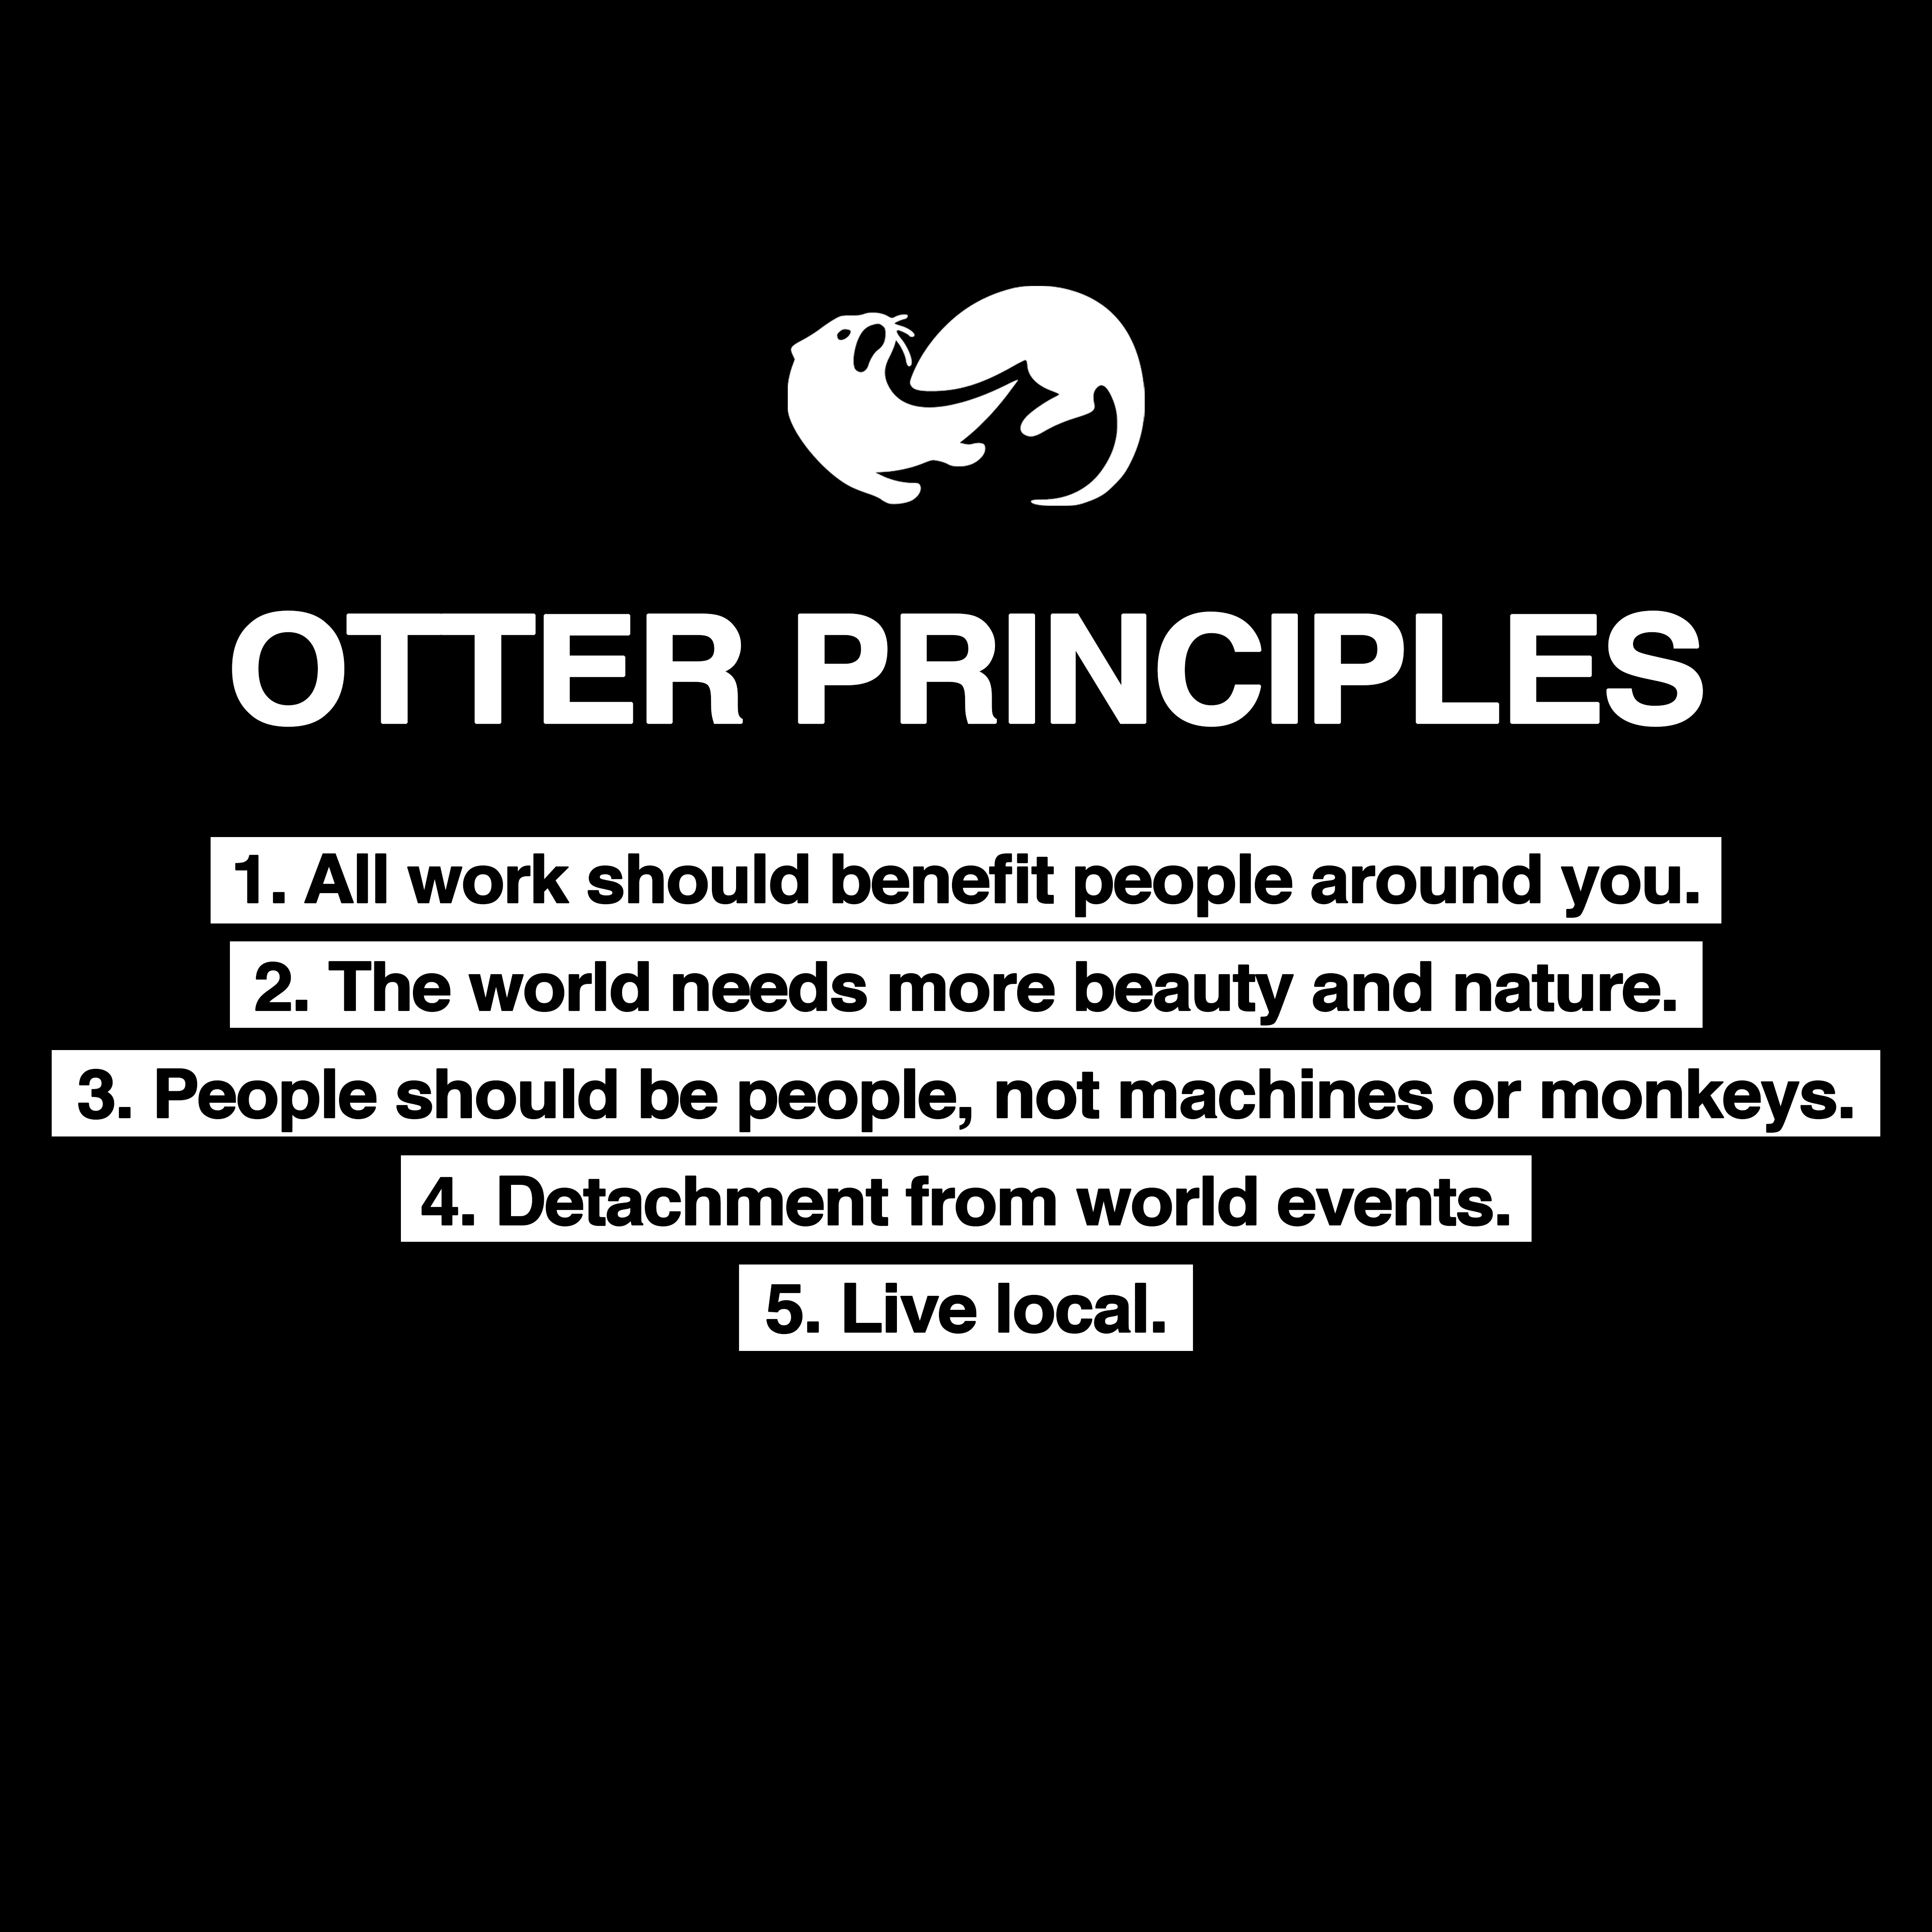 OTTER PRINCIPLES
1. All work should benefit people around you.
2. The world needs more beauty and nature.
3. People should be people, not machines or monkeys.
4. Detachment from world events.
5. Live local.